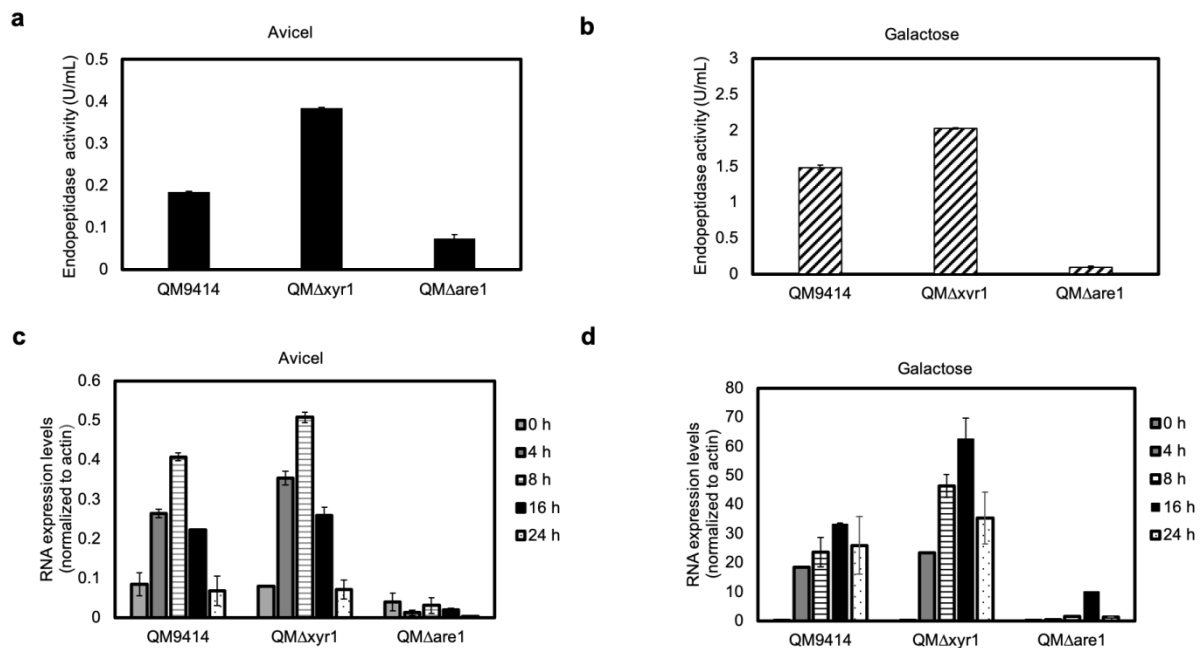 a
Avicel
Endopeptidase activity (U/mL)
0.5
0.4
0.3
0.2
0.1
0
QM9414
QMΔxyr1
QMΔare1
b
Galactose
Endopeptidase activity (U/mL)
3
2.5
2
1.5
1
0.5
0
QM9414
QMΔxyr1
QMΔare1
c
Avicel
RNA expression levels
(normalized to actin)
0.6
0.5
0.4
0.3
0.2
0.1
0
QM9414
QMΔxyr1
QMΔare1
0 h
4 h
8 h
16 h
24 h
d
Galactose
RNA expression levels
(normalized to actin)
80
70
60
50
40
30
20
10
0
QM9414
QMΔxyr1
QMΔare1
0 h
4 h
8 h
16 h
24 h